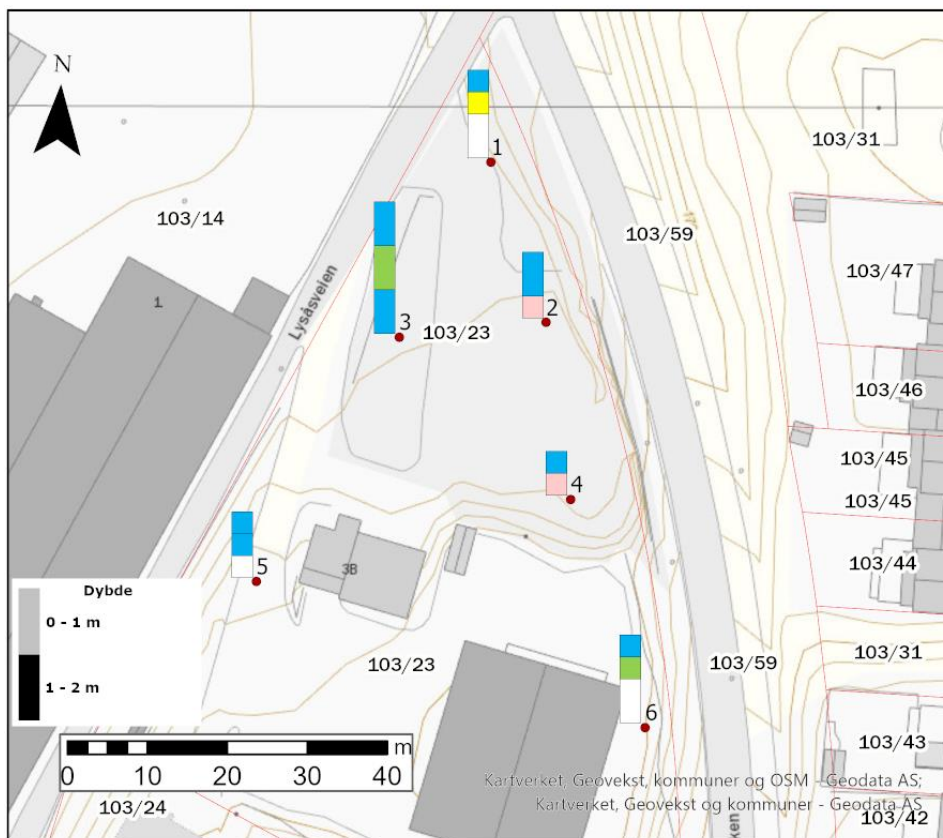 N
1
103/31
103/14
103/59
103/47
1
Lysåsveien
2
3
103/23
103/46
103/45
4
103/45
5
3B
103/44
Dybde
0 - 1 m
1 - 2 m
103/23
103/59
103/31
6
103/43
m
0 10 20 30 40
Kartverket, Geovekst, kommuner og OSM - Geodata AS;
Kartverket, Geovekst og kommuner - Geodata AS
103/24
103/42